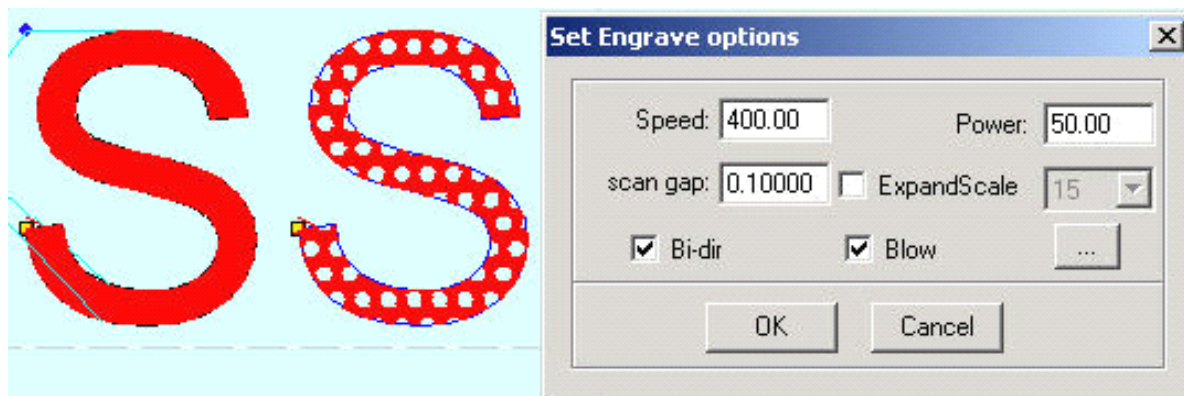 S S
Set Engrave options
Speed: 400.00 Power: 50.00
scan gap: 0.10000 ExpandScale 15
Bi-dir Blow ...
OK Cancel